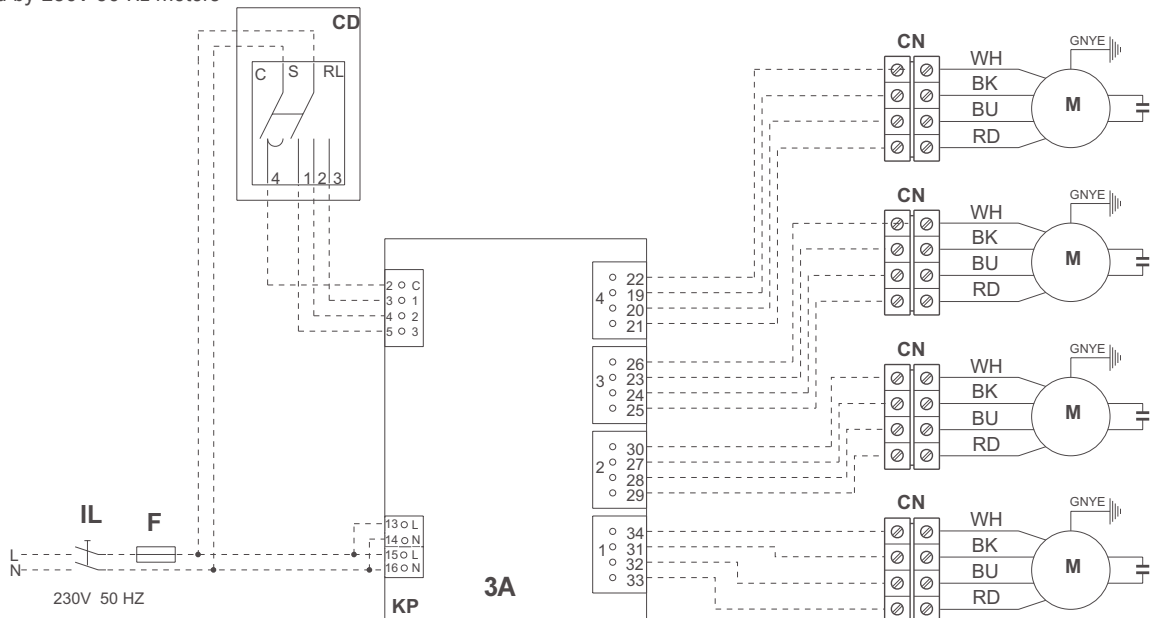 d by 230V 50 Hz motors
CD
C S RL
4 1 2 3
2 C
3 1
4 2
5 3
13 L
14 N
15 L
16 N
KP
3A
IL F
L
N
230V 50 HZ
4
22
19
20
21
3
26
23
24
25
2
30
27
28
29
1
34
31
32
33
CN
WH
BK
BU
RD
GNYE
M
CN
WH
BK
BU
RD
GNYE
M
CN
WH
BK
BU
RD
GNYE
M
CN
WH
BK
BU
RD
GNYE
M